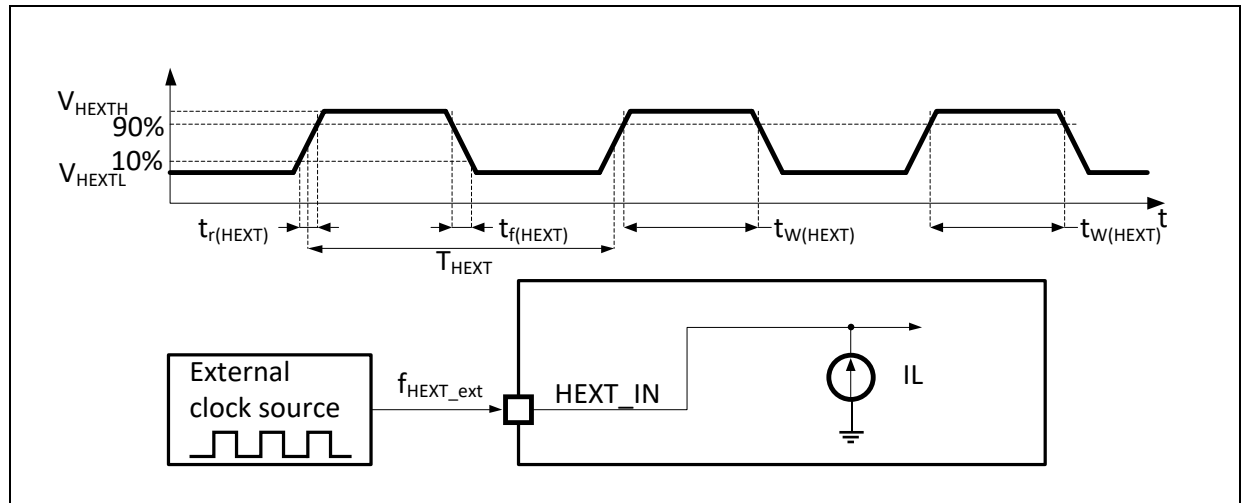 V_HEXTH
90%
10%
V_HEXTL
t_r(HEXT)
t_f(HEXT)
t_W(HEXT)
t_W(HEXT)
t
T_HEXT
External
clock source
f_HEXT_ext
HEXT_IN
IL